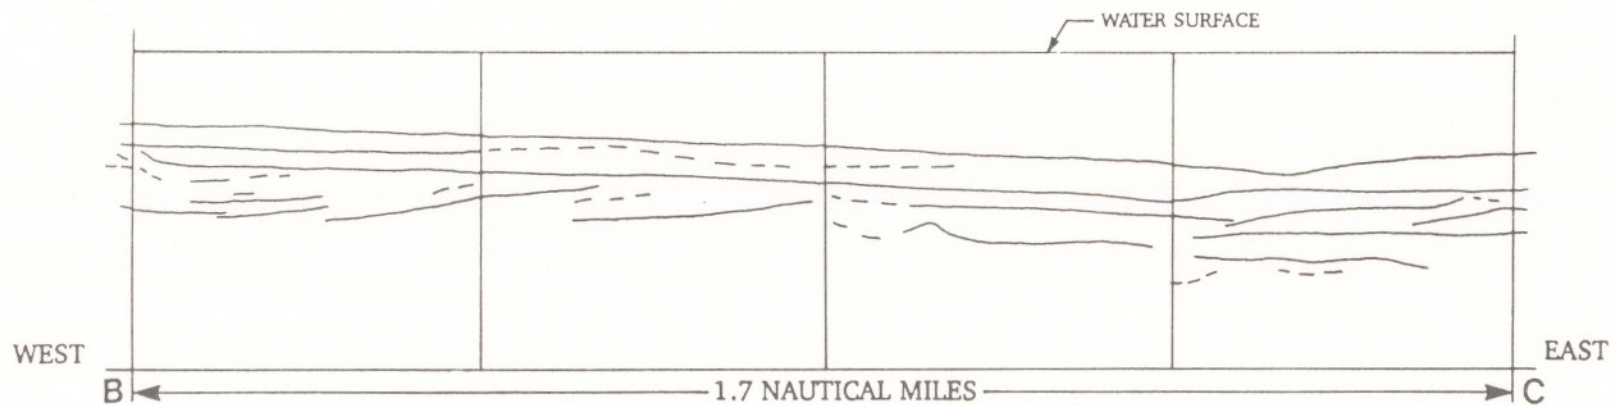 WATER SURFACE
WEST
EAST
B
1.7 NAUTICAL MILES
C